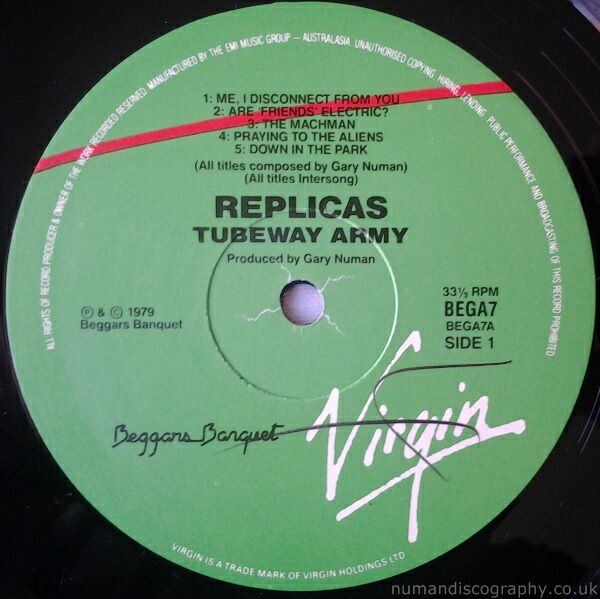 ALL RIGHTS OF RECORD PRODUCER & OWNER OF THE WORK RECORDED RESERVED. MANUFACTURED BY THE EMI MUSIC GROUP – AUSTRALASIA. UNAUTHORISED COPYING, HIRING, LENDING, PUBLIC PERFORMANCE AND BROADCASTING OF THIS RECORD PROHIBITED
1: ME, I DISCONNECT FROM YOU
2: ARE 'FRIENDS' ELECTRIC?
3: THE MACHMAN
4: PRAYING TO THE ALIENS
5: DOWN IN THE PARK
(All titles composed by Gary Numan)
(All titles Intersong)
REPLICAS
TUBEWAY ARMY
Produced by Gary Numan
℗ & © 1979
Beggars Banquet
33⅓ RPM
BEGA7
BEGA7A
SIDE 1
Beggars Banquet
Virgin
VIRGIN IS A TRADE MARK OF VIRGIN HOLDINGS LTD
numandiscography.co.uk